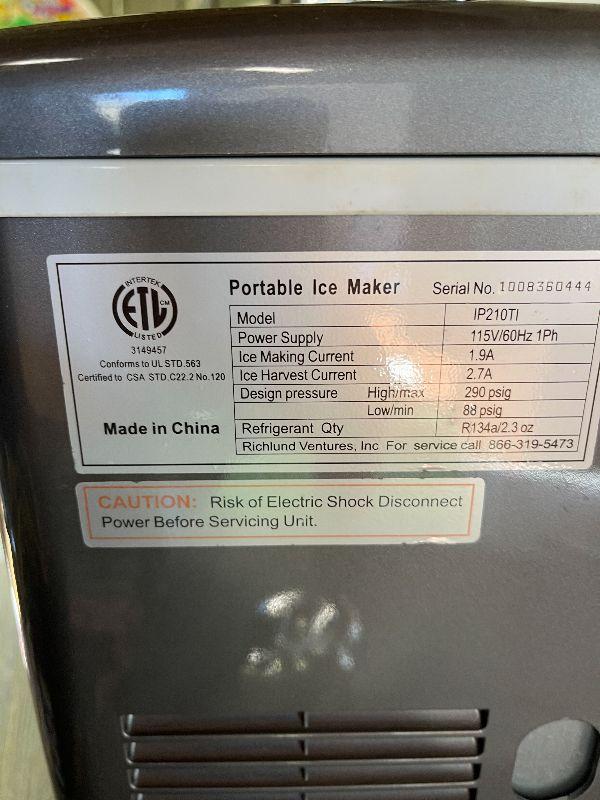 INTERTEK
ETL CM
LISTED
3149457
Conforms to UL STD.563
Certified to CSA STD.C22.2 No.120
Made in China
Portable Ice Maker Serial No. 1008360444
Model IP210TI
Power Supply 115V/60Hz 1Ph
Ice Making Current 1.9A
Ice Harvest Current 2.7A
Design pressure High/max 290 psig
Low/min 88 psig
Refrigerant Qty R134a/2.3 oz
Richlund Ventures, Inc For service call 866-319-5473
CAUTION: Risk of Electric Shock Disconnect
Power Before Servicing Unit.